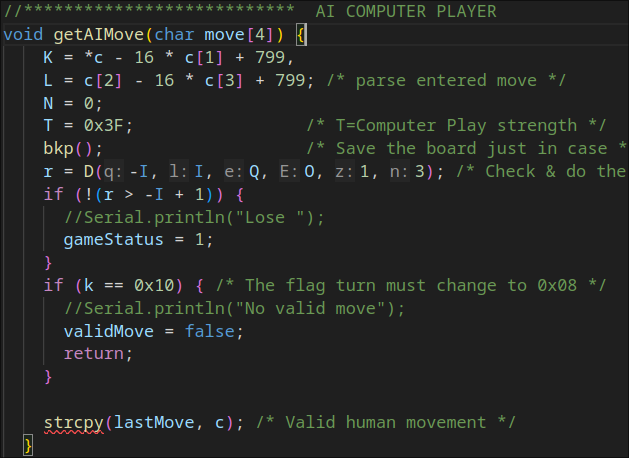 //*************************** AI COMPUTER PLAYER
void getAIMove(char move[4]) {
K = *c - 16 * c[1] + 799,
L = c[2] - 16 * c[3] + 799; /* parse entered move */
N = 0;
T = 0x3F; /* T=Computer Play strength */
bkp(); /* Save the board just in case *
r = D(q: -I, l: I, e: Q, E: O, z: 1, n: 3); /* Check & do the
if (!(r > -I + 1)) {
//Serial.println("Lose ");
gameStatus = 1;
}
if (k == 0x10) { /* The flag turn must change to 0x08 */
//Serial.println("No valid move");
validMove = false;
return;
}
strcpy(lastMove, c); /* Valid human movement */
}